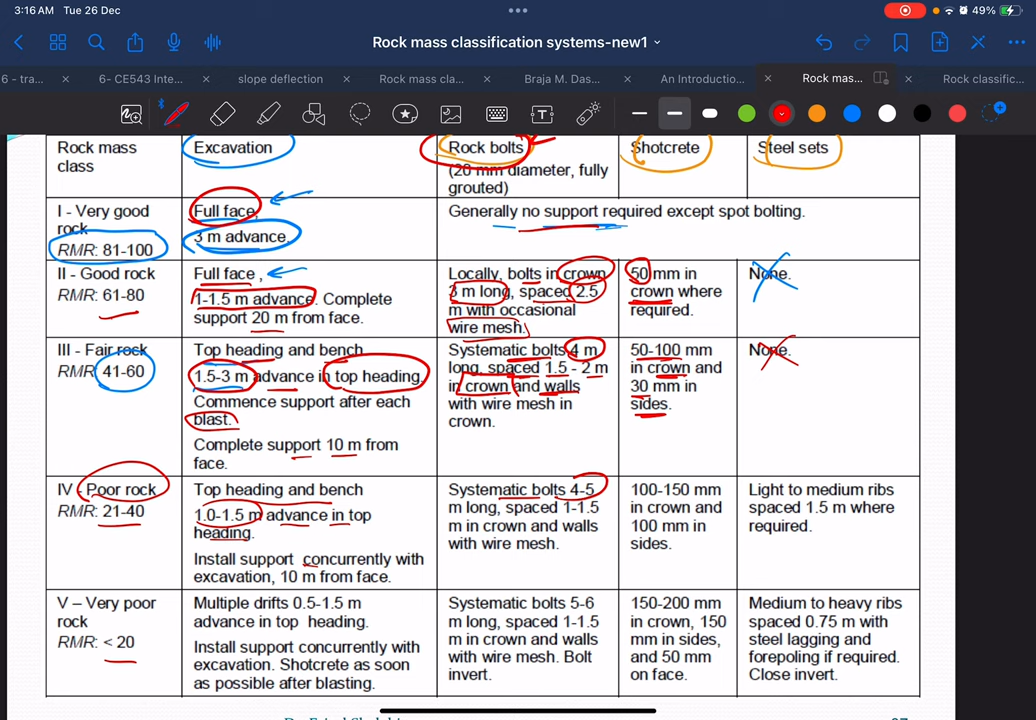 3:16 AM Tue 26 Dec
49%
Rock mass classification systems-new1
6 - tra...
6- CE543 Inte...
slope deflection
Rock mass cla...
Braja M. Das...
An Introductio...
Rock mas...
Rock classific...
Rock mass class
Excavation
Rock bolts
(20 mm diameter, fully
grouted)
Shotcrete
Steel sets
I - Very good
rock
RMR: 81-100
Full face,
3 m advance.
Generally no support required except spot bolting.
II - Good rock
RMR: 61-80
Full face ,
1-1.5 m advance. Complete
support 20 m from face.
Locally, bolts in crown
3 m long, spaced 2.5
m with occasional
wire mesh.
50 mm in
crown where
required.
None.
III - Fair rock
RMR: 41-60
Top heading and bench
1.5-3 m advance in top heading.
Commence support after each
blast.
Complete support 10 m from
face.
Systematic bolts 4 m
long, spaced 1.5 - 2 m
in crown and walls
with wire mesh in
crown.
50-100 mm
in crown and
30 mm in
sides.
None.
IV - Poor rock
RMR: 21-40
Top heading and bench
1.0-1.5 m advance in top
heading.
Install support concurrently with
excavation, 10 m from face.
Systematic bolts 4-5
m long, spaced 1-1.5
m in crown and walls
with wire mesh.
100-150 mm
in crown and
100 mm in
sides.
Light to medium ribs
spaced 1.5 m where
required.
V – Very poor
rock
RMR: < 20
Multiple drifts 0.5-1.5 m
advance in top heading.
Install support concurrently with
excavation. Shotcrete as soon
as possible after blasting.
Systematic bolts 5-6
m long, spaced 1-1.5
m in crown and walls
with wire mesh. Bolt
invert.
150-200 mm
in crown, 150
mm in sides,
and 50 mm
on face.
Medium to heavy ribs
spaced 0.75 m with
steel lagging and
forepoling if required.
Close invert.